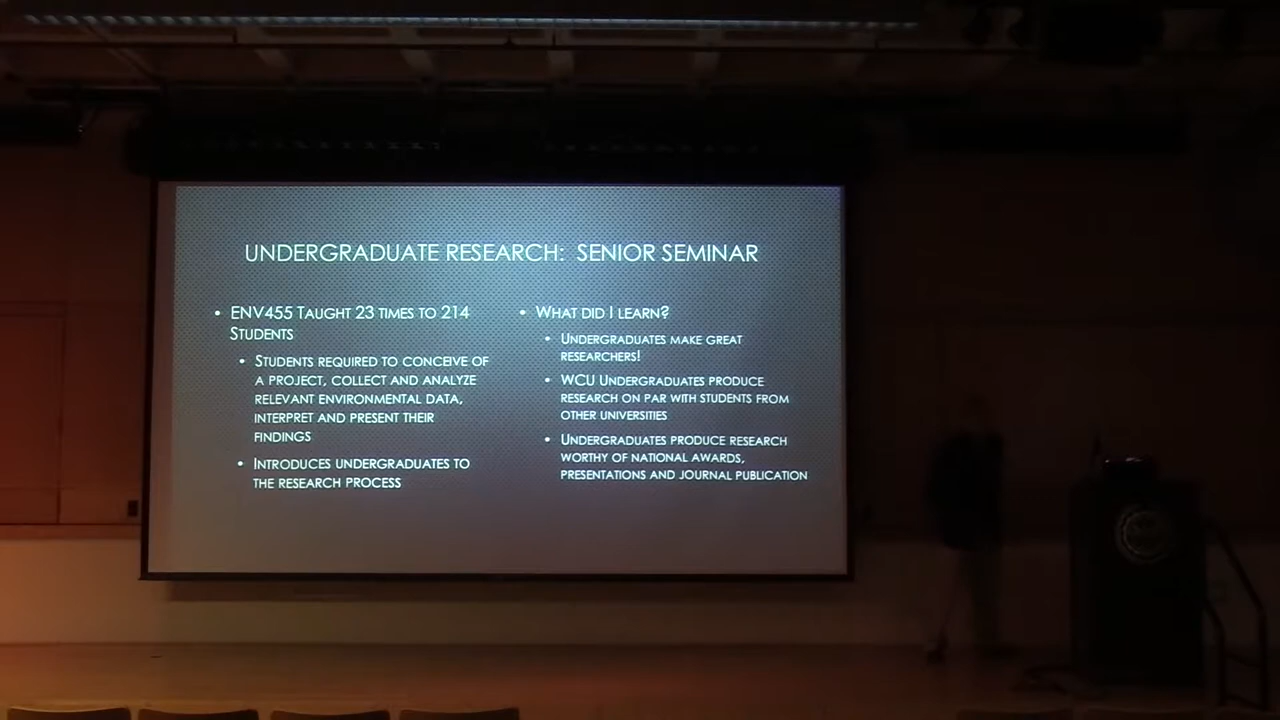 UNDERGRADUATE RESEARCH: SENIOR SEMINAR
• ENV455 TAUGHT 23 TIMES TO 214
STUDENTS
• STUDENTS REQUIRED TO CONCEIVE OF
A PROJECT, COLLECT AND ANALYZE
RELEVANT ENVIRONMENTAL DATA,
INTERPRET AND PRESENT THEIR
FINDINGS
• INTRODUCES UNDERGRADUATES TO
THE RESEARCH PROCESS
• WHAT DID I LEARN?
• UNDERGRADUATES MAKE GREAT
RESEARCHERS!
• WCU UNDERGRADUATES PRODUCE
RESEARCH ON PAR WITH STUDENTS FROM
OTHER UNIVERSITIES
• UNDERGRADUATES PRODUCE RESEARCH
WORTHY OF NATIONAL AWARDS,
PRESENTATIONS AND JOURNAL PUBLICATION